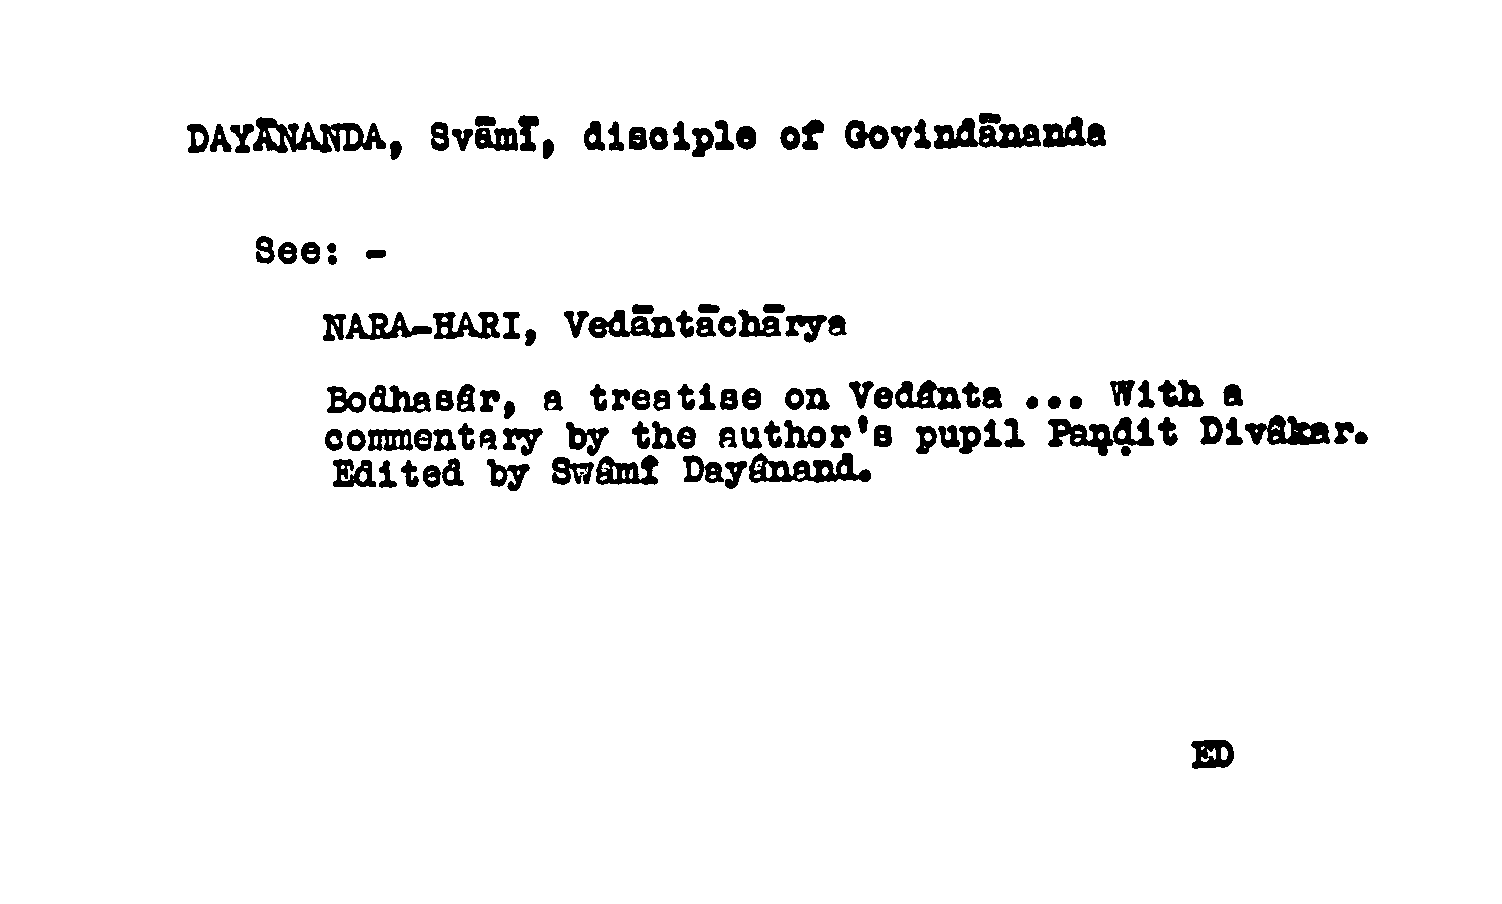 DAYĀNANDA, Svāmī, disciple of Govindānanda
See: -
NARA-HARI, Vedāntāchārya
Bodhasâr, a treatise on Vedânta ... With a
commentary by the author's pupil Paṇḍit Divâkar.
Edited by Swâmî Dayânand.
ED